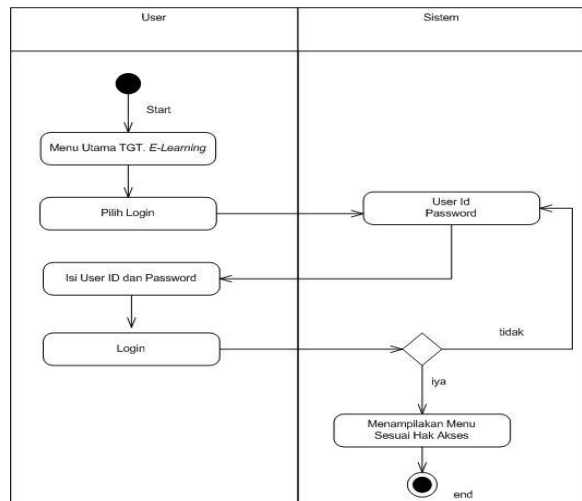 User
Sistem
Start
Menu Utama TGT. E-Learning
Pilih Login
User Id
Password
Isi User ID dan Password
Login
tidak
iya
Menampilakan Menu
Sesuai Hak Akses
end